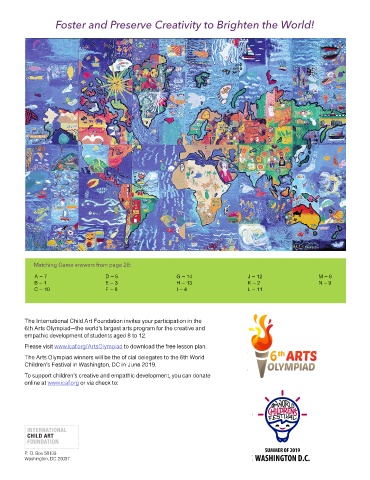 Foster and Preserve Creativity to Brighten the World!
Matching Game answers from page 28:
A – 7 D – 5 G – 14 J – 12 M – 6
B – 1 E – 3 H – 13 K – 2 N – 9
C – 10 F – 8 I – 4 L – 11
The International Child Art Foundation invites your participation in the
6th Arts Olympiad—the world's largest arts program for the creative and
empathic development of students aged 8 to 12.
Please visit www.icaf.org/ArtsOlympiad to download the free lesson plan.
The Arts Olympiad winners will be the official delegates to the 6th World
Children's Festival in Washington, DC in June 2019.
To support children's creative and empathic development, you can donate
online at www.icaf.org or via check to:
6th ARTS
OLYMPIAD
WORLD
CHILDREN'S
FESTIVAL
INTERNATIONAL
CHILD ART
FOUNDATION
P. O. Box 58133
Washington, DC 20037
SUMMER OF 2019
WASHINGTON D.C.